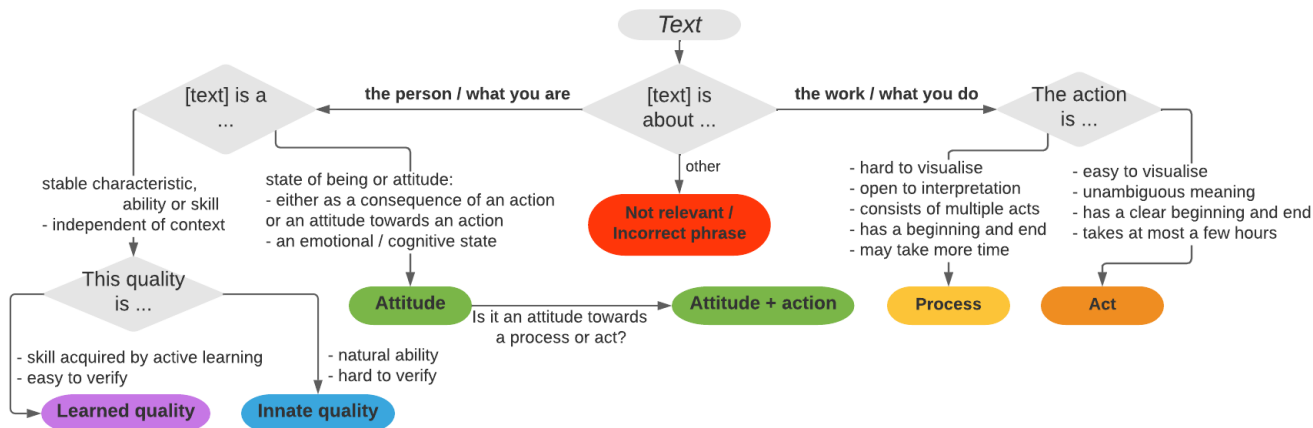 Text
[text] is
about ...
the person / what you are
the work / what you do
other
Not relevant /
Incorrect phrase
[text] is a
...
stable characteristic,
ability or skill
- independent of context
state of being or attitude:
- either as a consequence of an action
or an attitude towards an action
- an emotional / cognitive state
This quality
is ...
- skill acquired by active learning
- easy to verify
- natural ability
- hard to verify
Learned quality
Innate quality
Attitude
Is it an attitude towards
a process or act?
Attitude + action
The action
is ...
- hard to visualise
- open to interpretation
- consists of multiple acts
- has a beginning and end
- may take more time
- easy to visualise
- unambiguous meaning
- has a clear beginning and end
- takes at most a few hours
Process
Act